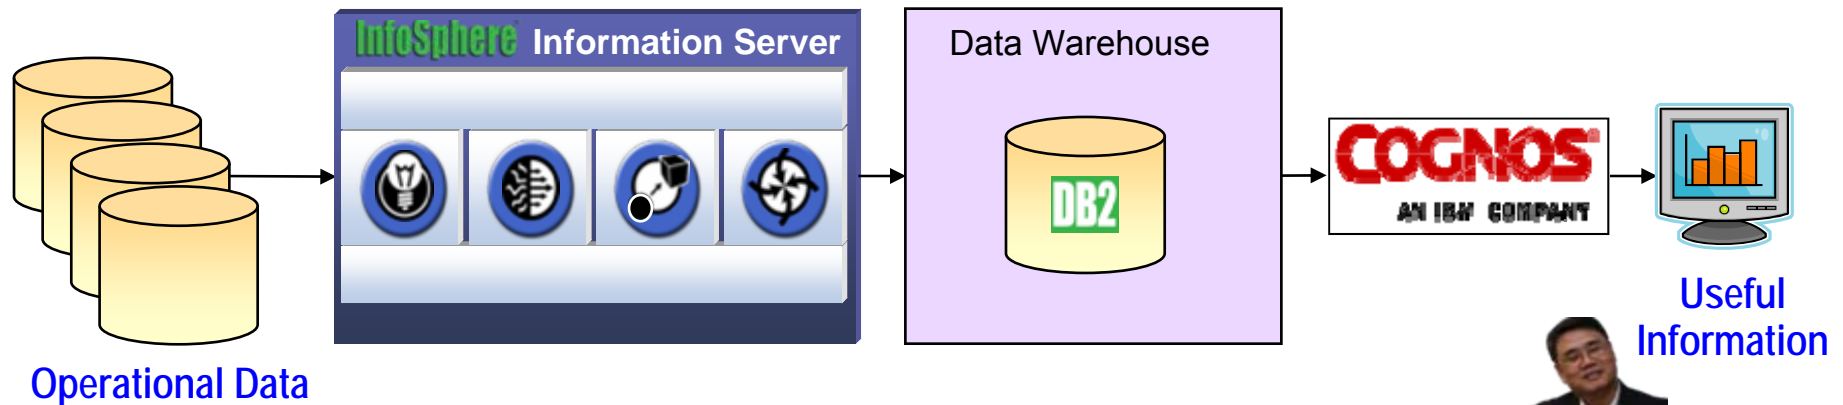 InfoSphere Information Server
Data Warehouse
DB2
COGNOS
AN IBM COMPANY
Useful
Information
Operational Data